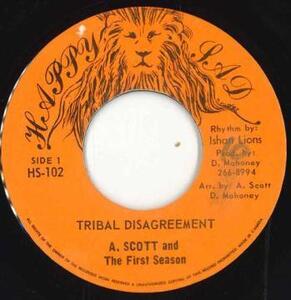 HAPPY SAD
SIDE 1
HS-102
Rhythm by:
Ishan Lions
Prod. by:
D. Mahoney
266-8994
Arr. by: A. Scott
D. Mahoney
TRIBAL DISAGREEMENT
A. SCOTT and
The First Season